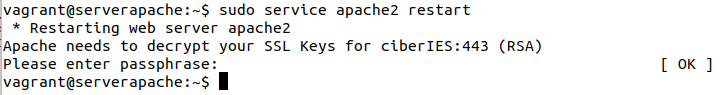 vagrant@serverapache:~$ sudo service apache2 restart
* Restarting web server apache2
Apache needs to decrypt your SSL Keys for ciberIES:443 (RSA)
Please enter passphrase: [ OK ]
vagrant@serverapache:~$